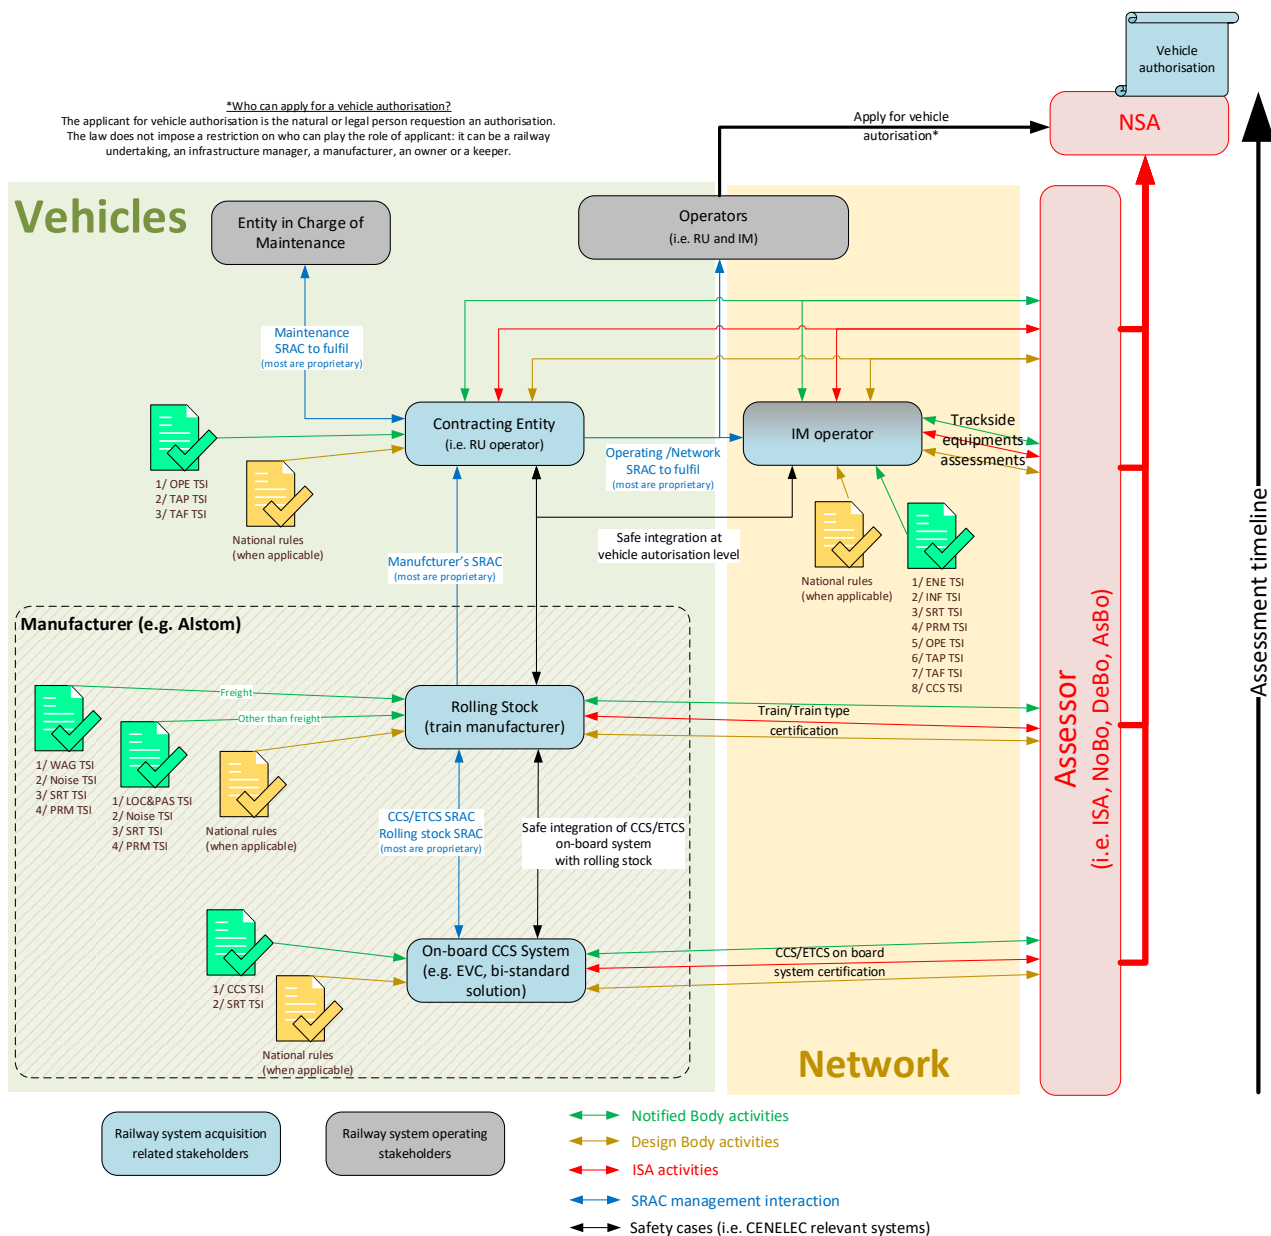 Vehicle
authorisation
*Who can apply for a vehicle authorisation?
The applicant for vehicle authorisation is the natural or legal person requestion an authorisation.
The law does not impose a restriction on who can play the role of applicant: it can be a railway
undertaking, an infrastructure manager, a manufacturer, an owner or a keeper.
Apply for vehicle
autorisation*
NSA
Vehicles
Entity in Charge of
Maintenance
Operators
(i.e. RU and IM)
Maintenance
SRAC to fulfil
(most are proprietary)
Contracting Entity
(i.e. RU operator)
IM operator
Trackside
equipments
assessments
Operating /Network
SRAC to fulfil
(most are proprietary)
1/ OPE TSI
2/ TAP TSI
3/ TAF TSI
National rules
(when applicable)
Safe integration at
vehicle autorisation level
Manufcturer's SRAC
(most are proprietary)
National rules
(when applicable)
1/ ENE TSI
2/ INF TSI
3/ SRT TSI
4/ PRM TSI
5/ OPE TSI
6/ TAP TSI
7/ TAF TSI
8/ CCS TSI
Assessor
(i.e. ISA, NoBo, DeBo, AsBo)
Assessment timeline
Manufacturer (e.g. Alstom)
Freight
Other than freight
Rolling Stock
(train manufacturer)
Train/Train type
certification
1/ WAG TSI
2/ Noise TSI
3/ SRT TSI
4/ PRM TSI
1/ LOC&PAS TSI
2/ Noise TSI
3/ SRT TSI
4/ PRM TSI
National rules
(when applicable)
CCS/ETCS SRAC
Rolling stock SRAC
(most are proprietary)
Safe integration of CCS/ETCS
on-board system
with rolling stock
On-board CCS System
(e.g. EVC, bi-standard
solution)
CCS/ETCS on board
system certification
1/ CCS TSI
2/ SRT TSI
National rules
(when applicable)
Network
Railway system acquisition
related stakeholders
Railway system operating
stakeholders
Notified Body activities
Design Body activities
ISA activities
SRAC management interaction
Safety cases (i.e. CENELEC relevant systems)